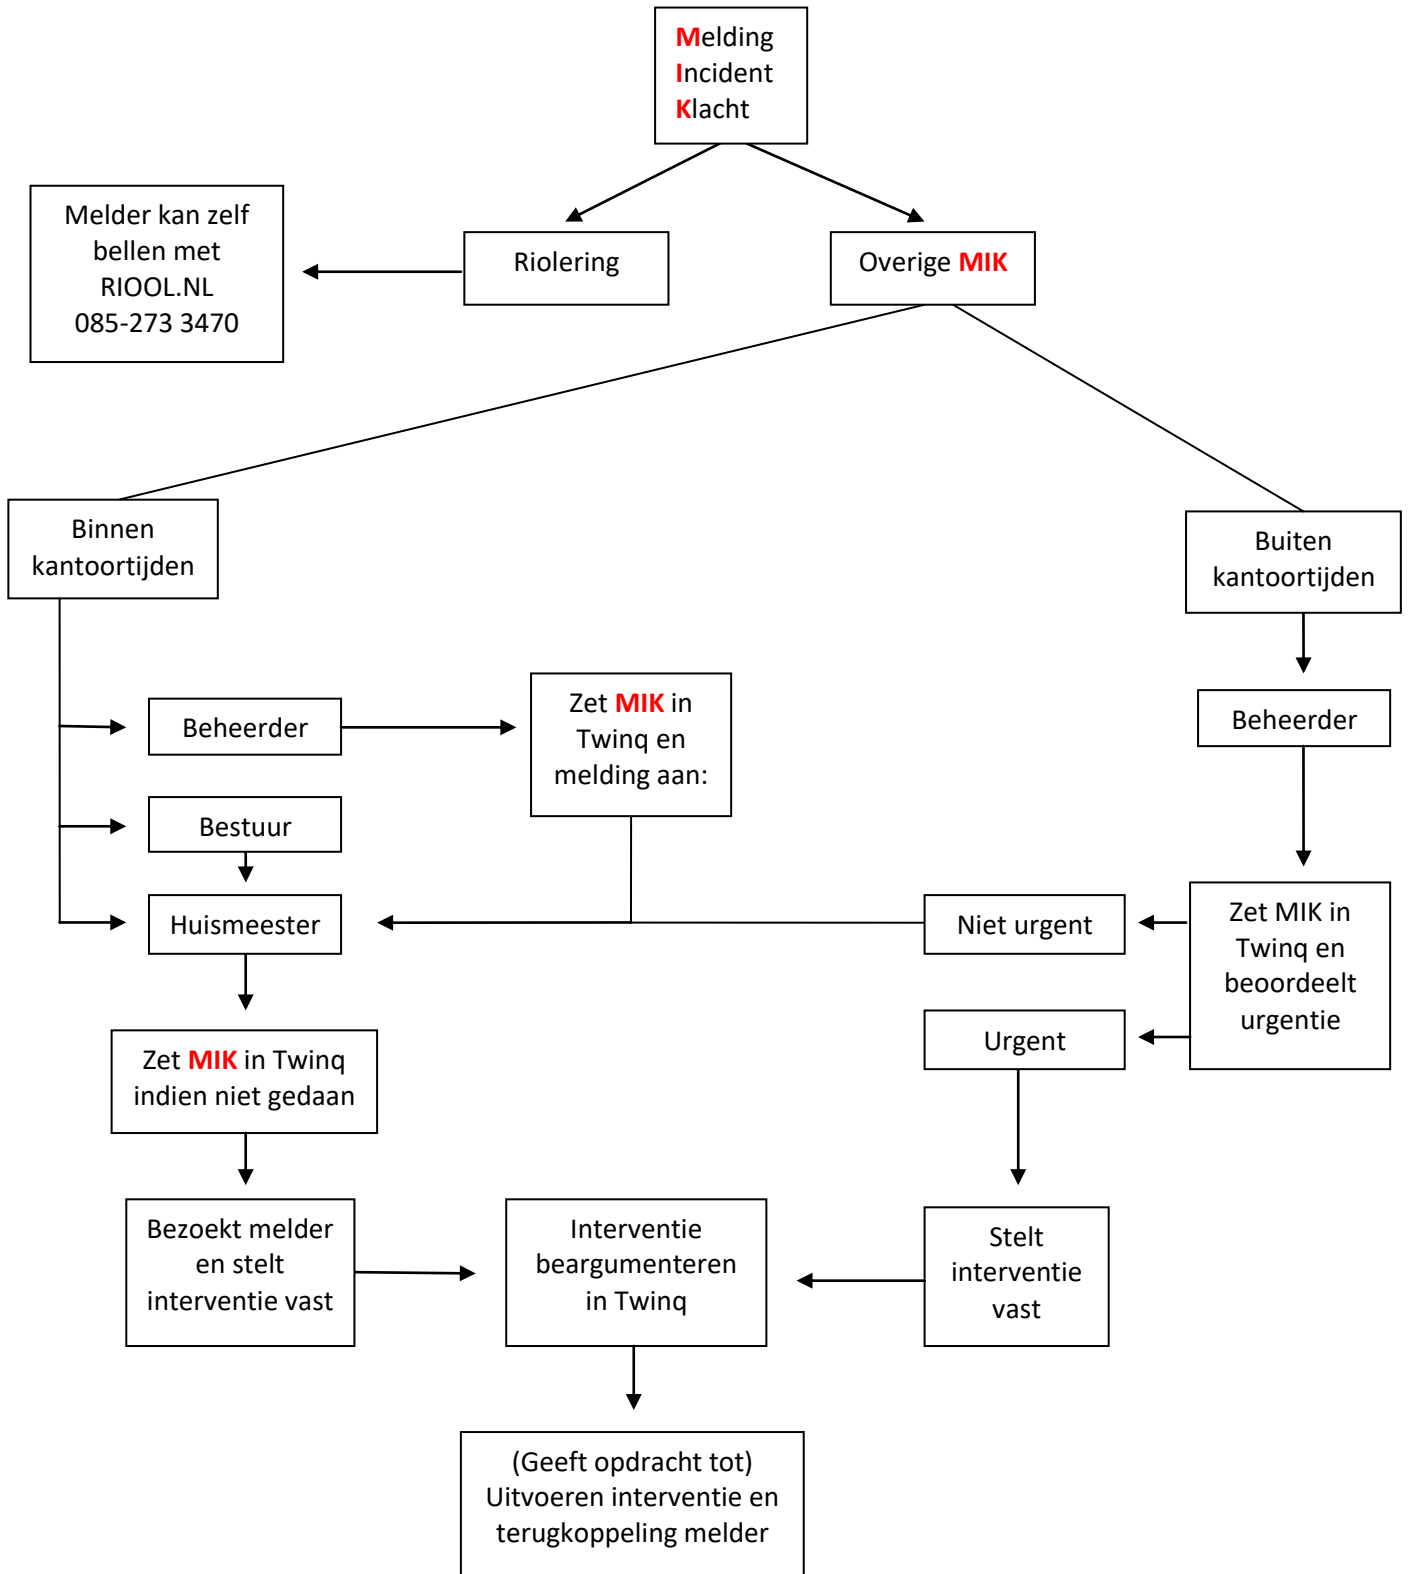 Melding
Incident
Klacht
Melder kan zelf
bellen met
RIOOL.NL
085-273 3470
Riolering
Overige MIK
Binnen
kantoortijden
Buiten
kantoortijden
Beheerder
Zet MIK in
Twinq en
melding aan:
Beheerder
Bestuur
Huismeester
Niet urgent
Zet MIK in
Twinq en
beoordeelt
urgentie
Urgent
Zet MIK in Twinq
indien niet gedaan
Bezoekt melder
en stelt
interventie vast
Interventie
beargumenteren
in Twinq
Stelt
interventie
vast
(Geeft opdracht tot)
Uitvoeren interventie en
terugkoppeling melder